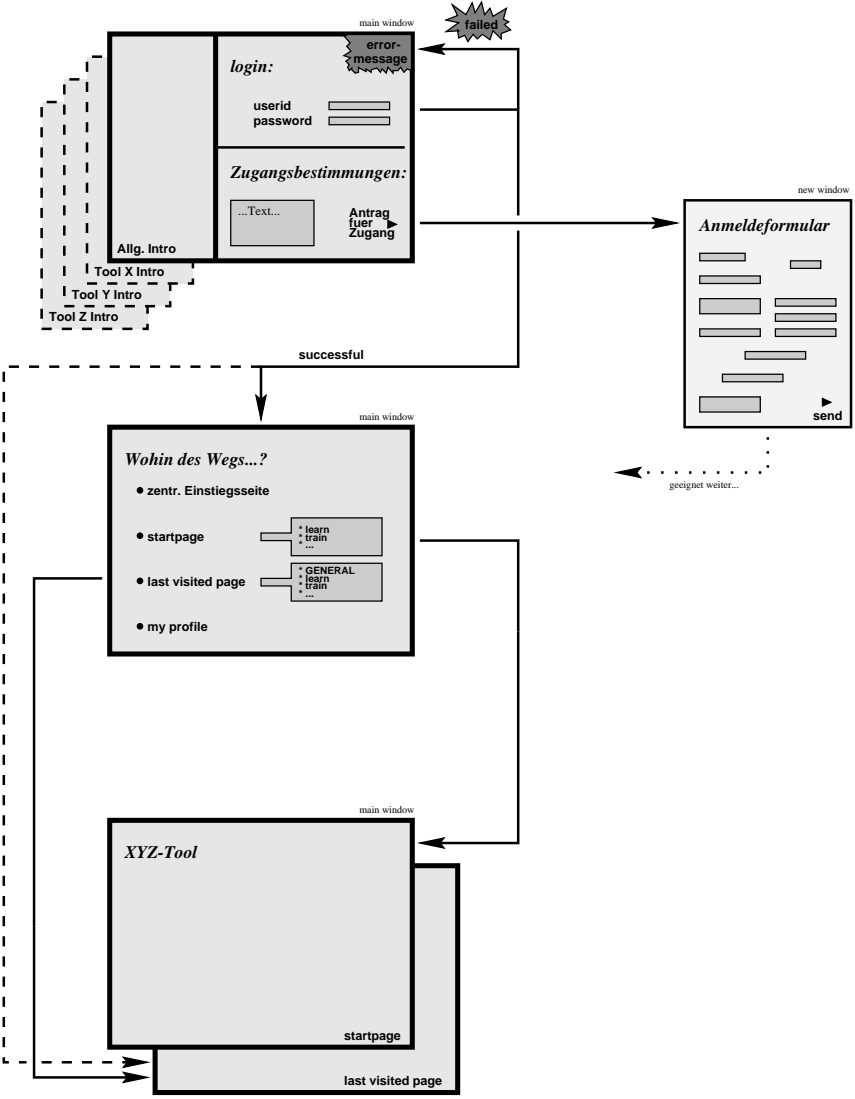 main window
failed
error-
message
login:
userid
password
Zugangsbestimmungen:
...Text...
Antrag
fuer
Zugang
Allg. Intro
Tool X Intro
Tool Y Intro
Tool Z Intro
new window
Anmeldeformular
send
geeignet weiter...
successful
main window
Wohin des Wegs...?
zentr. Einstiegsseite
startpage
* learn
* train
* ...
last visited page
* GENERAL
* learn
* train
* ...
my profile
main window
XYZ-Tool
startpage
last visited page